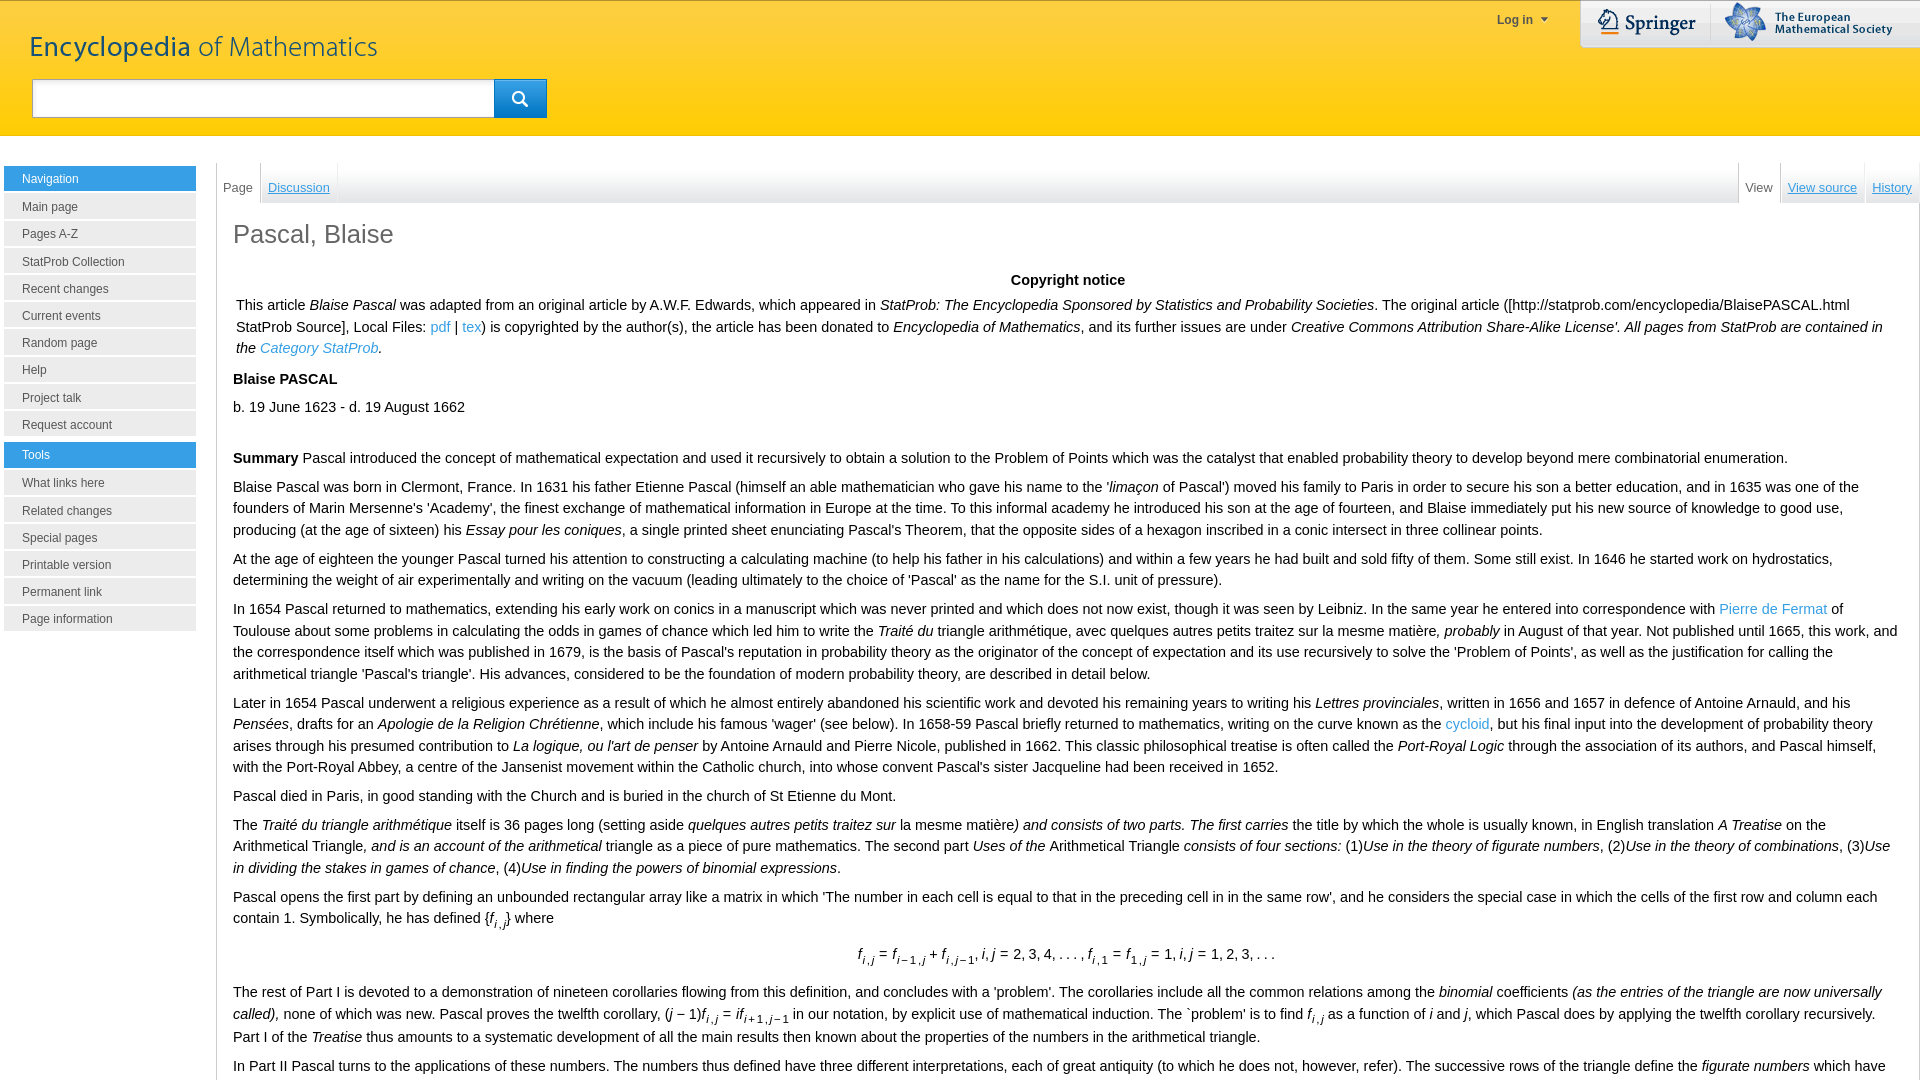 Log in
Springer
The European
Mathematical Society
Encyclopedia of Mathematics
Navigation
Main page
Pages A-Z
StatProb Collection
Recent changes
Current events
Random page
Help
Project talk
Request account
Tools
What links here
Related changes
Special pages
Printable version
Permanent link
Page information
Page Discussion
View View source History
Pascal, Blaise
Copyright notice
This article Blaise Pascal was adapted from an original article by A.W.F. Edwards, which appeared in StatProb: The Encyclopedia Sponsored by Statistics and Probability Societies. The original article ([http://statprob.com/encyclopedia/BlaisePASCAL.html
StatProb Source], Local Files: pdf | tex) is copyrighted by the author(s), the article has been donated to Encyclopedia of Mathematics, and its further issues are under Creative Commons Attribution Share-Alike License'. All pages from StatProb are contained in
the Category StatProb.
Blaise PASCAL
b. 19 June 1623 - d. 19 August 1662
Summary Pascal introduced the concept of mathematical expectation and used it recursively to obtain a solution to the Problem of Points which was the catalyst that enabled probability theory to develop beyond mere combinatorial enumeration.
Blaise Pascal was born in Clermont, France. In 1631 his father Etienne Pascal (himself an able mathematician who gave his name to the 'limaçon of Pascal') moved his family to Paris in order to secure his son a better education, and in 1635 was one of the
founders of Marin Mersenne's 'Academy', the finest exchange of mathematical information in Europe at the time. To this informal academy he introduced his son at the age of fourteen, and Blaise immediately put his new source of knowledge to good use,
producing (at the age of sixteen) his Essay pour les coniques, a single printed sheet enunciating Pascal's Theorem, that the opposite sides of a hexagon inscribed in a conic intersect in three collinear points.
At the age of eighteen the younger Pascal turned his attention to constructing a calculating machine (to help his father in his calculations) and within a few years he had built and sold fifty of them. Some still exist. In 1646 he started work on hydrostatics,
determining the weight of air experimentally and writing on the vacuum (leading ultimately to the choice of 'Pascal' as the name for the S.I. unit of pressure).
In 1654 Pascal returned to mathematics, extending his early work on conics in a manuscript which was never printed and which does not now exist, though it was seen by Leibniz. In the same year he entered into correspondence with Pierre de Fermat of
Toulouse about some problems in calculating the odds in games of chance which led him to write the Traité du triangle arithmétique, avec quelques autres petits traitez sur la mesme matière, probably in August of that year. Not published until 1665, this work, and
the correspondence itself which was published in 1679, is the basis of Pascal's reputation in probability theory as the originator of the concept of expectation and its use recursively to solve the 'Problem of Points', as well as the justification for calling the
arithmetical triangle 'Pascal's triangle'. His advances, considered to be the foundation of modern probability theory, are described in detail below.
Later in 1654 Pascal underwent a religious experience as a result of which he almost entirely abandoned his scientific work and devoted his remaining years to writing his Lettres provinciales, written in 1656 and 1657 in defence of Antoine Arnauld, and his
Pensées, drafts for an Apologie de la Religion Chrétienne, which include his famous 'wager' (see below). In 1658-59 Pascal briefly returned to mathematics, writing on the curve known as the cycloid, but his final input into the development of probability theory
arises through his presumed contribution to La logique, ou l'art de penser by Antoine Arnauld and Pierre Nicole, published in 1662. This classic philosophical treatise is often called the Port-Royal Logic through the association of its authors, and Pascal himself,
with the Port-Royal Abbey, a centre of the Jansenist movement within the Catholic church, into whose convent Pascal's sister Jacqueline had been received in 1652.
Pascal died in Paris, in good standing with the Church and is buried in the church of St Etienne du Mont.
The Traité du triangle arithmétique itself is 36 pages long (setting aside quelques autres petits traitez sur la mesme matière) and consists of two parts. The first carries the title by which the whole is usually known, in English translation A Treatise on the
Arithmetical Triangle, and is an account of the arithmetical triangle as a piece of pure mathematics. The second part Uses of the Arithmetical Triangle consists of four sections: (1)Use in the theory of figurate numbers, (2)Use in the theory of combinations, (3)Use
in dividing the stakes in games of chance, (4)Use in finding the powers of binomial expressions.
Pascal opens the first part by defining an unbounded rectangular array like a matrix in which 'The number in each cell is equal to that in the preceding cell in in the same row', and he considers the special case in which the cells of the first row and column each
contain 1. Symbolically, he has defined {f_{i,j}} where
f_{i,j} = f_{i−1,j} + f_{i,j−1}, i, j = 2, 3, 4, . . . , f_{i,1} = f_{1,j} = 1, i, j = 1, 2, 3, . . .
The rest of Part I is devoted to a demonstration of nineteen corollaries flowing from this definition, and concludes with a 'problem'. The corollaries include all the common relations among the binomial coefficients (as the entries of the triangle are now universally
called), none of which was new. Pascal proves the twelfth corollary, (j − 1)f_{i,j} = if_{i+1,j−1} in our notation, by explicit use of mathematical induction. The `problem' is to find f_{i,j} as a function of i and j, which Pascal does by applying the twelfth corollary recursively.
Part I of the Treatise thus amounts to a systematic development of all the main results then known about the properties of the numbers in the arithmetical triangle.
In Part II Pascal turns to the applications of these numbers. The numbers thus defined have three different interpretations, each of great antiquity (to which he does not, however, refer). The successive rows of the triangle define the figurate numbers which have